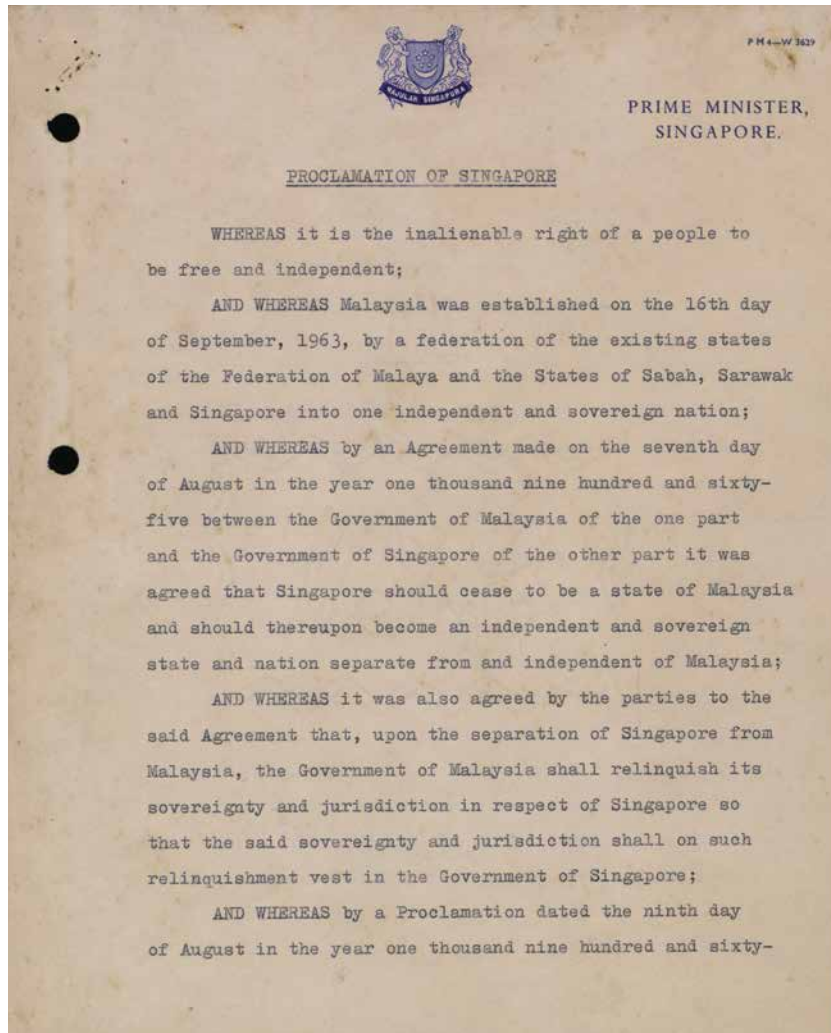 PM4—W 3629
MAJULAH SINGAPURA
PRIME MINISTER,
SINGAPORE.
PROCLAMATION OF SINGAPORE
WHEREAS it is the inalienable right of a people to
be free and independent;
AND WHEREAS Malaysia was established on the 16th day
of September, 1963, by a federation of the existing states
of the Federation of Malaya and the States of Sabah, Sarawak
and Singapore into one independent and sovereign nation;
AND WHEREAS by an Agreement made on the seventh day
of August in the year one thousand nine hundred and sixty-
five between the Government of Malaysia of the one part
and the Government of Singapore of the other part it was
agreed that Singapore should cease to be a state of Malaysia
and should thereupon become an independent and sovereign
state and nation separate from and independent of Malaysia;
AND WHEREAS it was also agreed by the parties to the
said Agreement that, upon the separation of Singapore from
Malaysia, the Government of Malaysia shall relinquish its
sovereignty and jurisdiction in respect of Singapore so
that the said sovereignty and jurisdiction shall on such
relinquishment vest in the Government of Singapore;
AND WHEREAS by a Proclamation dated the ninth day
of August in the year one thousand nine hundred and sixty-